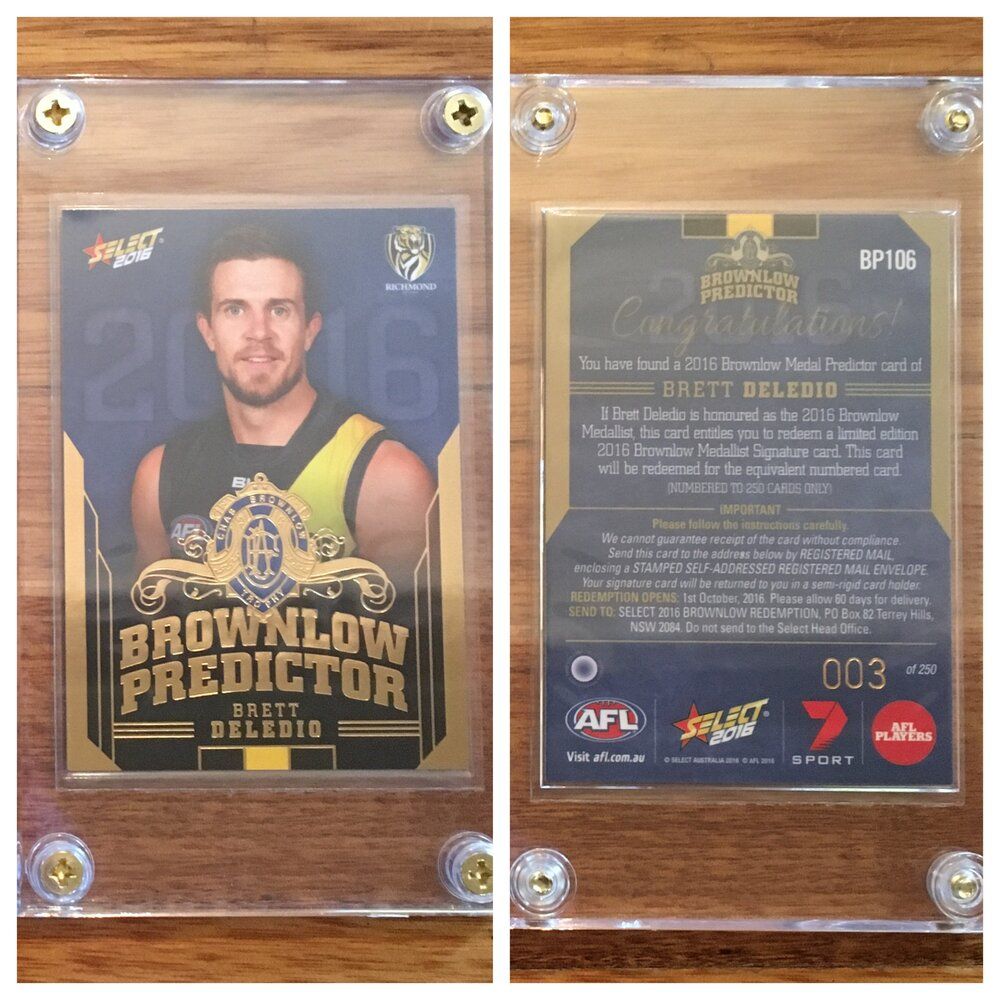 SELECT
2016
RICHMOND
2016
B
AFL
CHAS BROWNLOW
TROPHY
BROWNLOW
PREDICTOR
BRETT
DELEDIO
BP106
2016
BROWNLOW
PREDICTOR
Congratulations!
You have found a 2016 Brownlow Medal Predictor card of
BRETT DELEDIO
If Brett Deledio is honoured as the 2016 Brownlow
Medallist, this card entitles you to redeem a limited edition
2016 Brownlow Medallist Signature card. This card
will be redeemed for the equivalent numbered card.
(NUMBERED TO 250 CARDS ONLY)
IMPORTANT
Please follow the instructions carefully.
We cannot guarantee receipt of the card without compliance.
Send this card to the address below by REGISTERED MAIL,
enclosing a STAMPED SELF-ADDRESSED REGISTERED MAIL ENVELOPE.
Your signature card will be returned to you in a semi-rigid card holder.
REDEMPTION OPENS: 1st October, 2016. Please allow 60 days for delivery.
SEND TO: SELECT 2016 BROWNLOW REDEMPTION, PO Box 82 Terrey Hills,
NSW 2084. Do not send to the Select Head Office.
003 of 250
AFL
Visit afl.com.au
SELECT
2016
© SELECT AUSTRALIA 2016 © AFL 2016
7
SPORT
AFL
PLAYERS